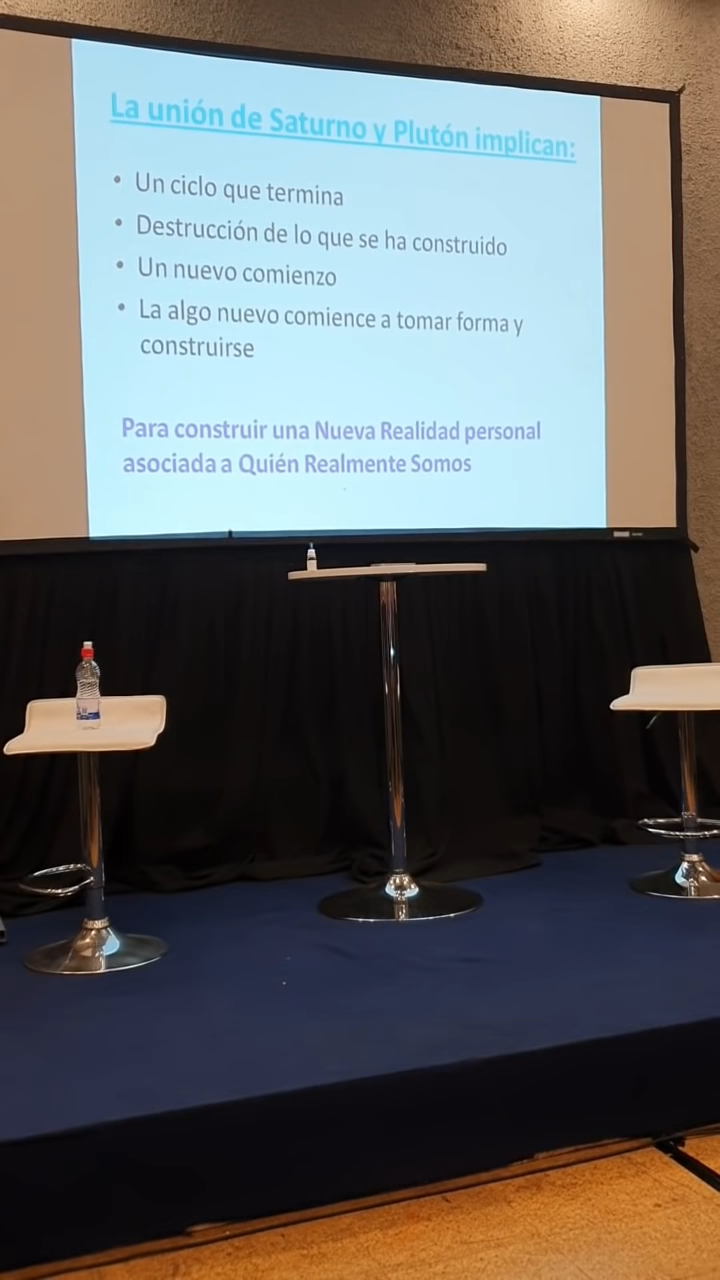 La unión de Saturno y Plutón implican:
• Un ciclo que termina
• Destrucción de lo que se ha construido
• Un nuevo comienzo
• La algo nuevo comience a tomar forma y
construirse
Para construir una Nueva Realidad personal
asociada a Quién Realmente Somos